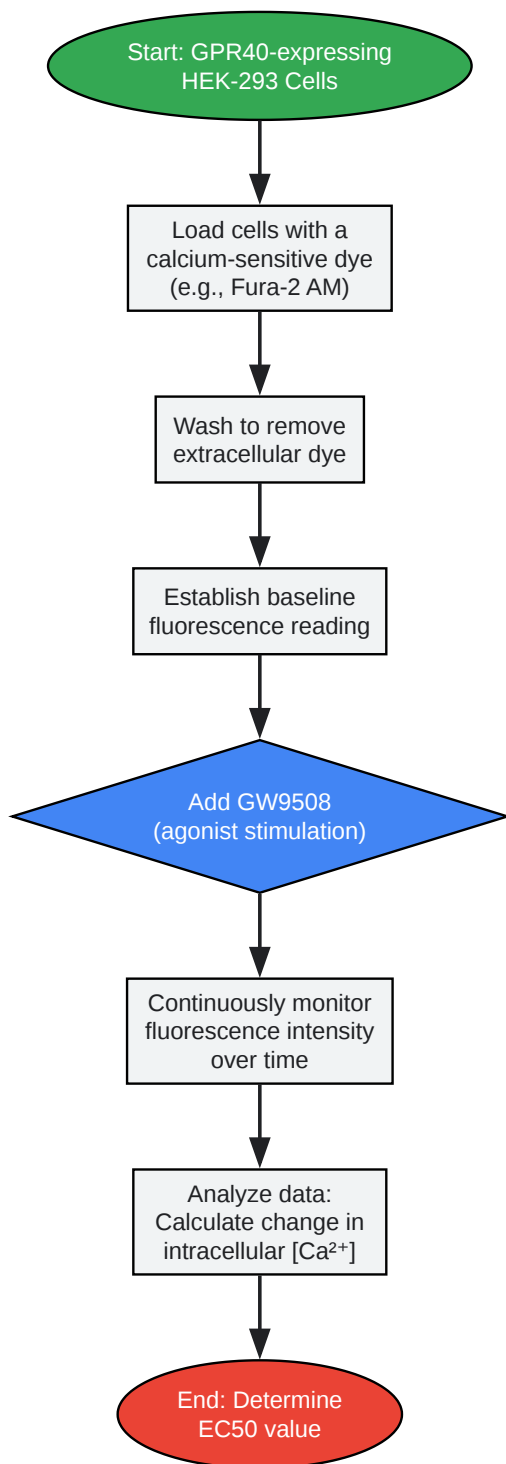 Start: GPR40-expressing
HEK-293 Cells
Load cells with a
calcium-sensitive dye
(e.g., Fura-2 AM)
Wash to remove
extracellular dye
Establish baseline
fluorescence reading
Add GW9508
(agonist stimulation)
Continuously monitor
fluorescence intensity
over time
Analyze data:
Calculate change in
intracellular [Ca²⁺]
End: Determine
EC50 value